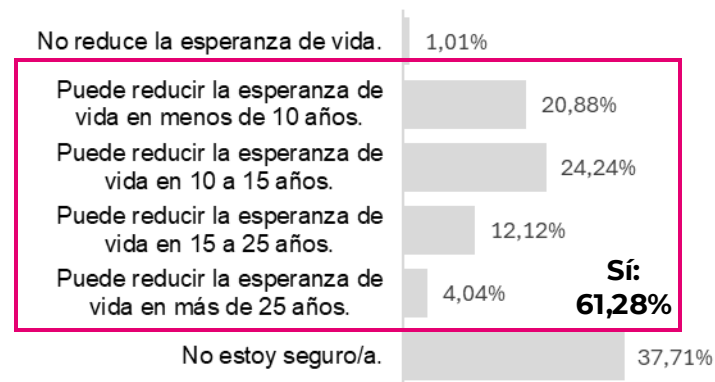 No reduce la esperanza de vida.
1,01%
Puede reducir la esperanza de
vida en menos de 10 años.
20,88%
Puede reducir la esperanza de
vida en 10 a 15 años.
24,24%
Puede reducir la esperanza de
vida en 15 a 25 años.
12,12%
Puede reducir la esperanza de
vida en más de 25 años.
4,04%
Sí:
61,28%
No estoy seguro/a.
37,71%